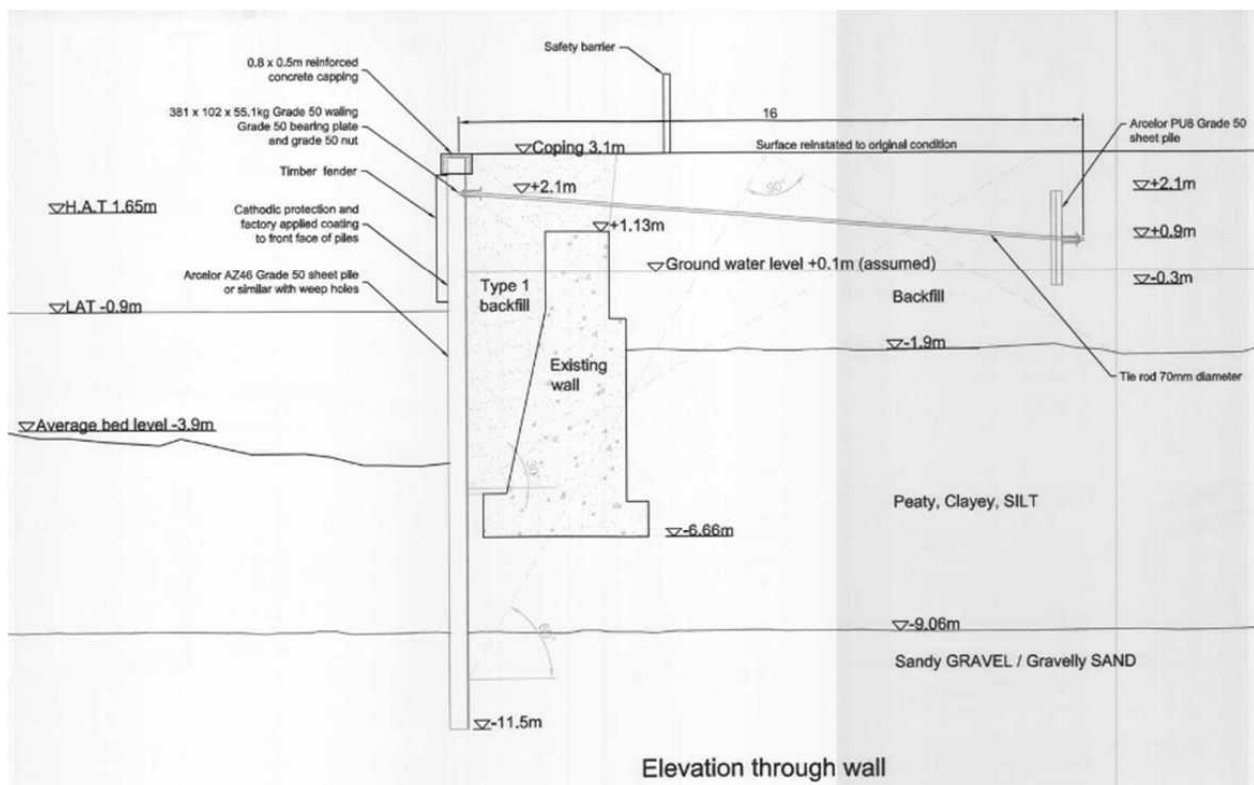 Safety barrier
0.8 x 0.5m reinforced
concrete capping
381 x 102 x 55.1kg Grade 50 waling
Grade 50 bearing plate
and grade 50 nut
16
Arcelor PU8 Grade 50
sheet pile
Coping 3.1m
Surface reinstated to original condition
Timber fender
+2.1m
90°
+2.1m
H.A.T 1.65m
Cathodic protection and
factory applied coating
to front face of piles
+1.13m
+0.9m
Ground water level +0.1m (assumed)
-0.3m
Arcelor AZ46 Grade 50 sheet pile
or similar with weep holes
Type 1
backfill
Backfill
LAT -0.9m
-1.9m
Existing
wall
Tie rod 70mm diameter
Average bed level -3.9m
Peaty, Clayey, SILT
-6.66m
-9.06m
Sandy GRAVEL / Gravelly SAND
-11.5m
Elevation through wall